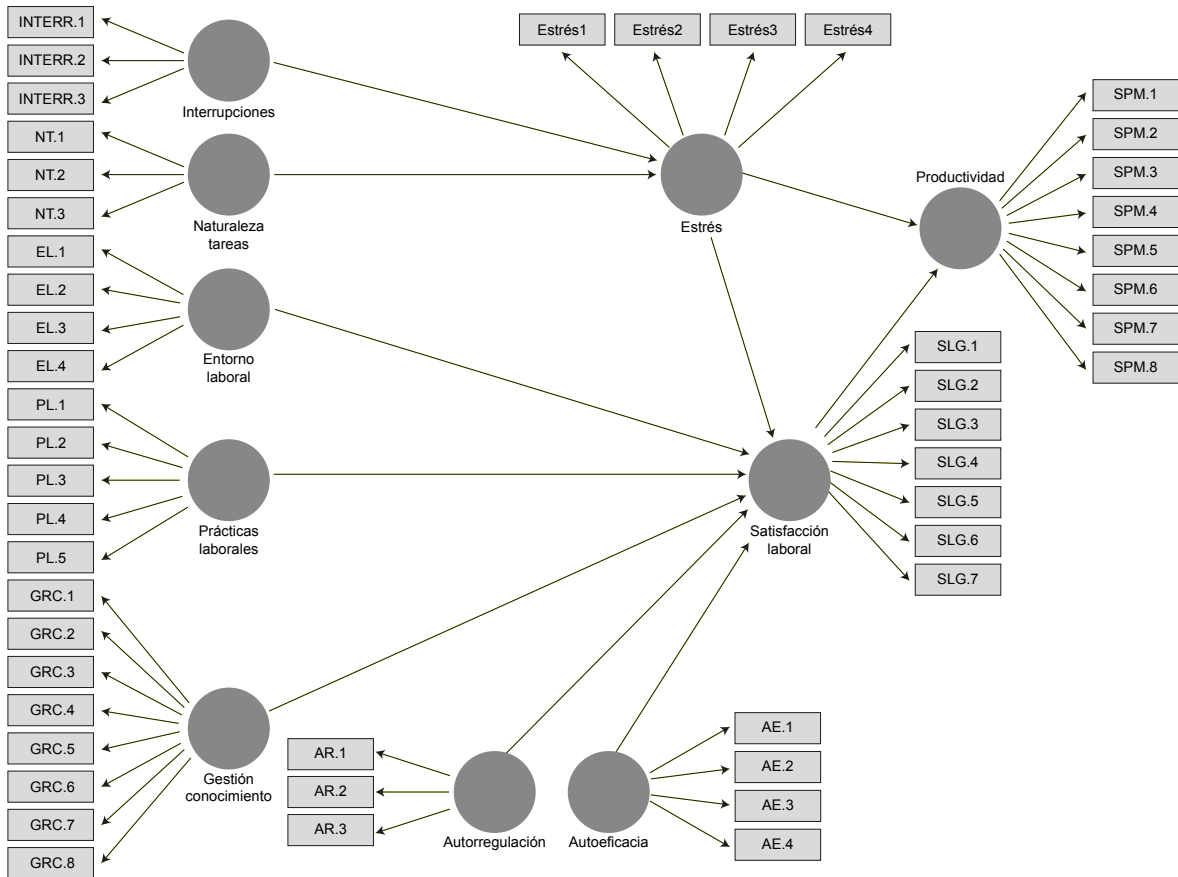 INTERR.1
INTERR.2
INTERR.3
Interrupciones
NT.1
NT.2
NT.3
Naturaleza
tareas
EL.1
EL.2
EL.3
EL.4
Entorno
laboral
PL.1
PL.2
PL.3
PL.4
PL.5
Prácticas
laborales
GRC.1
GRC.2
GRC.3
GRC.4
GRC.5
GRC.6
GRC.7
GRC.8
Gestión
conocimiento
AR.1
AR.2
AR.3
Autorregulación
Autoeficacia
AE.1
AE.2
AE.3
AE.4
Estrés1
Estrés2
Estrés3
Estrés4
Estrés
Satisfacción
laboral
SLG.1
SLG.2
SLG.3
SLG.4
SLG.5
SLG.6
SLG.7
Productividad
SPM.1
SPM.2
SPM.3
SPM.4
SPM.5
SPM.6
SPM.7
SPM.8